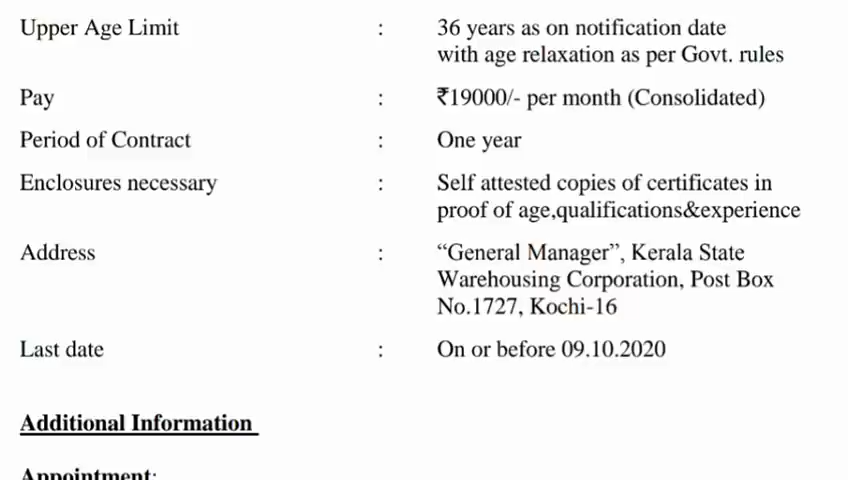 Upper Age Limit : 36 years as on notification date
with age relaxation as per Govt. rules
Pay : ₹19000/- per month (Consolidated)
Period of Contract : One year
Enclosures necessary : Self attested copies of certificates in
proof of age,qualifications&experience
Address : “General Manager”, Kerala State
Warehousing Corporation, Post Box
No.1727, Kochi-16
Last date : On or before 09.10.2020
Additional Information
Appointment: